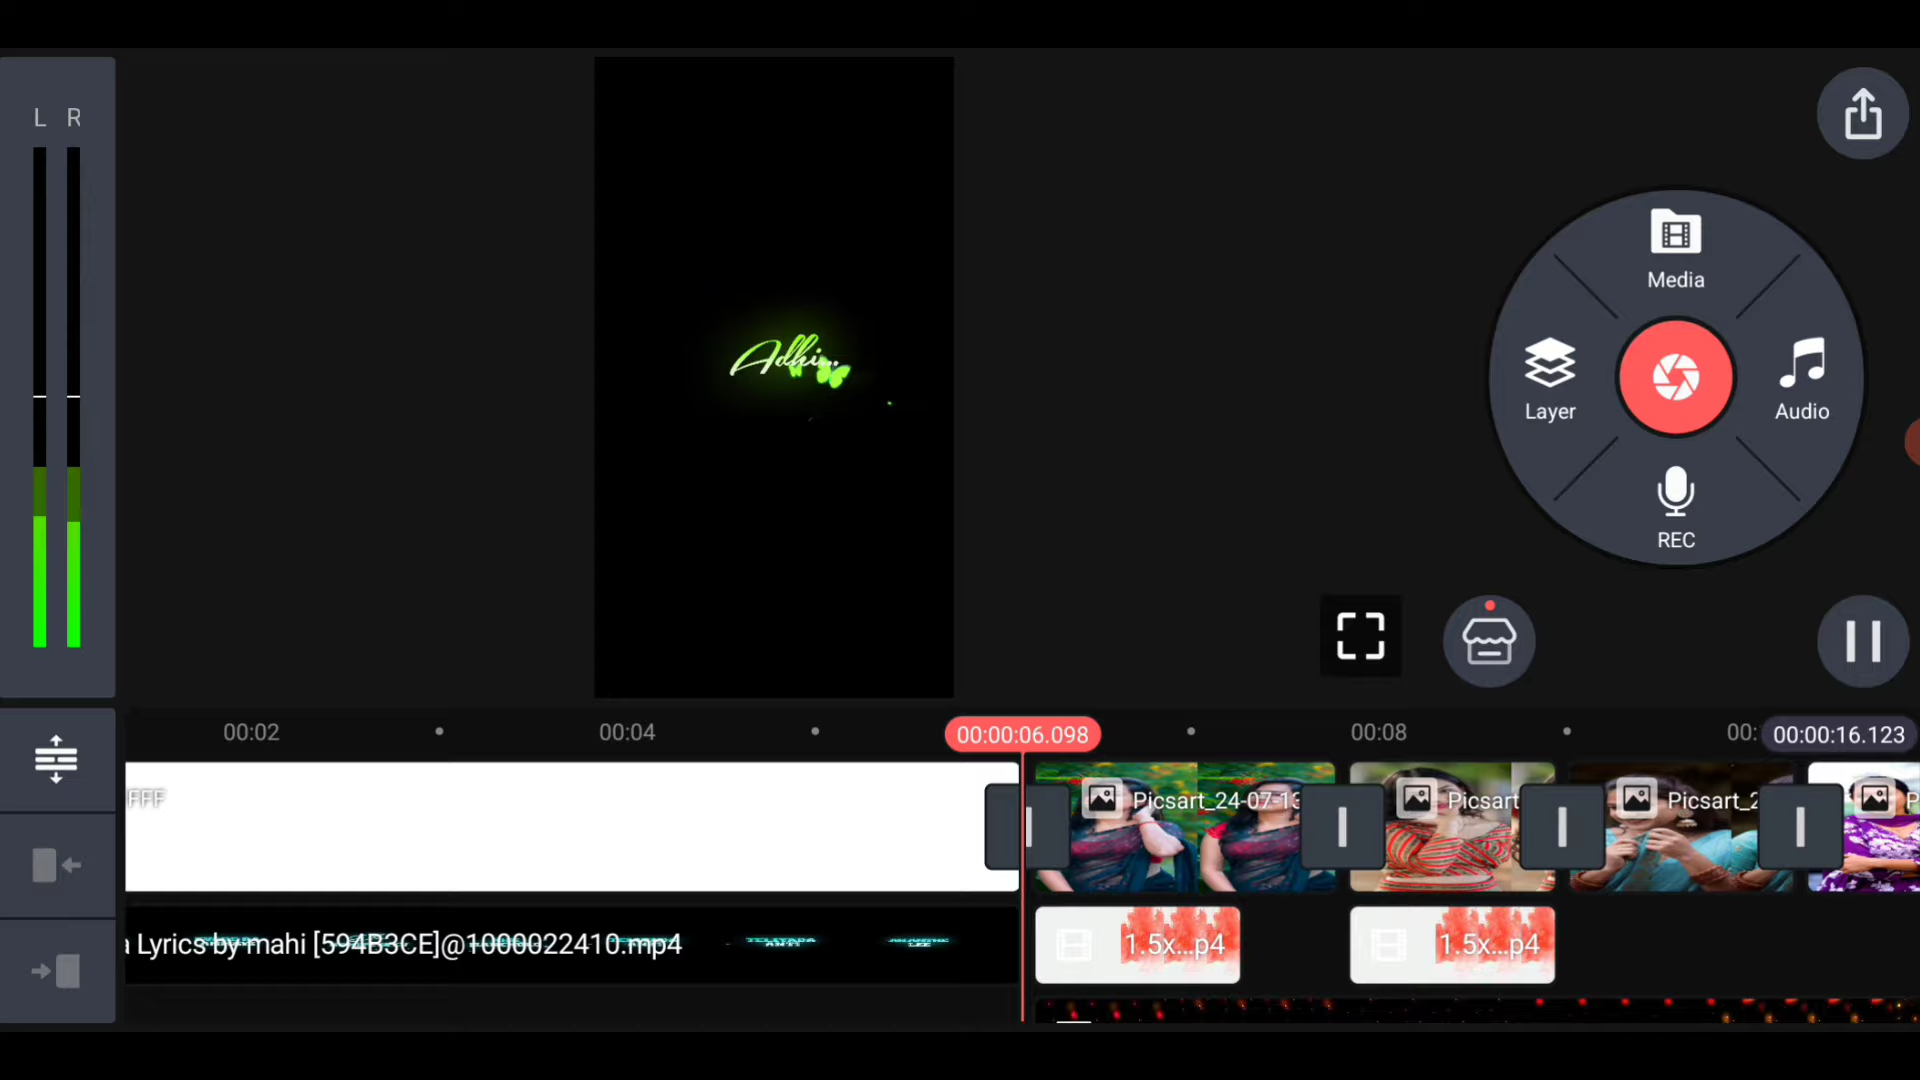 L R
Adhi...
Media
Layer
Audio
REC
00:02
00:04
00:00:06.098
00:08
00:
00:00:16.123
FFF
Picsart_24-07-13
Picsart
Picsart_2
P
a Lyrics by mahi [594B3CE]@1000022410.mp4
1.5x...p4
1.5x...p4